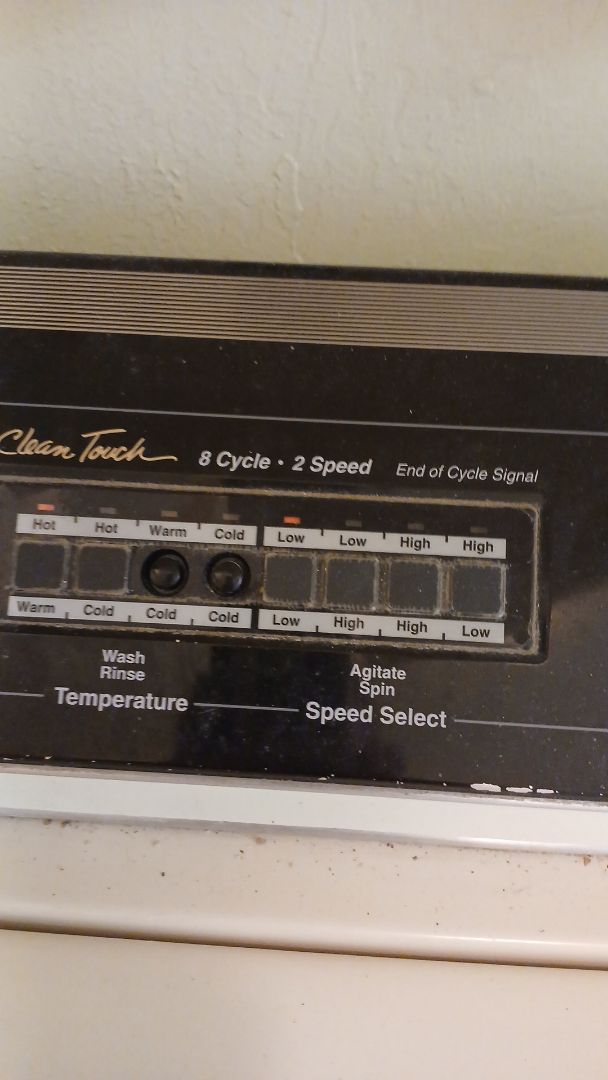 Clean Touch 8 Cycle • 2 Speed End of Cycle Signal
Hot Hot Warm Cold Low Low High High
Warm Cold Cold Cold Low High High Low
Wash
Rinse
Temperature
Agitate
Spin
Speed Select